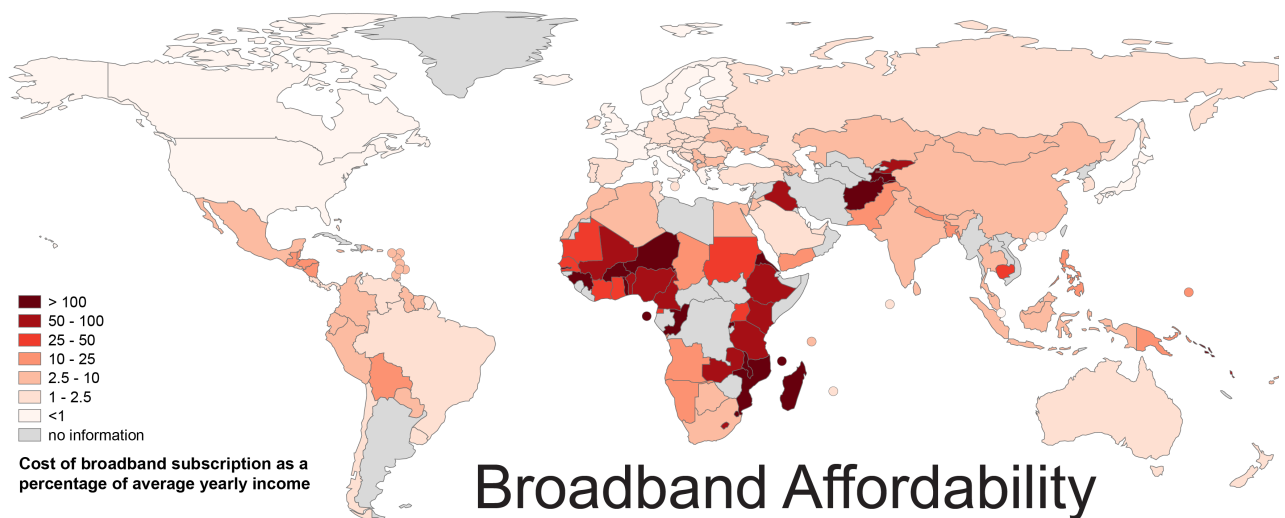 > 100
50 - 100
25 - 50
10 - 25
2.5 - 10
1 - 2.5
<1
no information
Cost of broadband subscription as a
percentage of average yearly income
Broadband Affordability